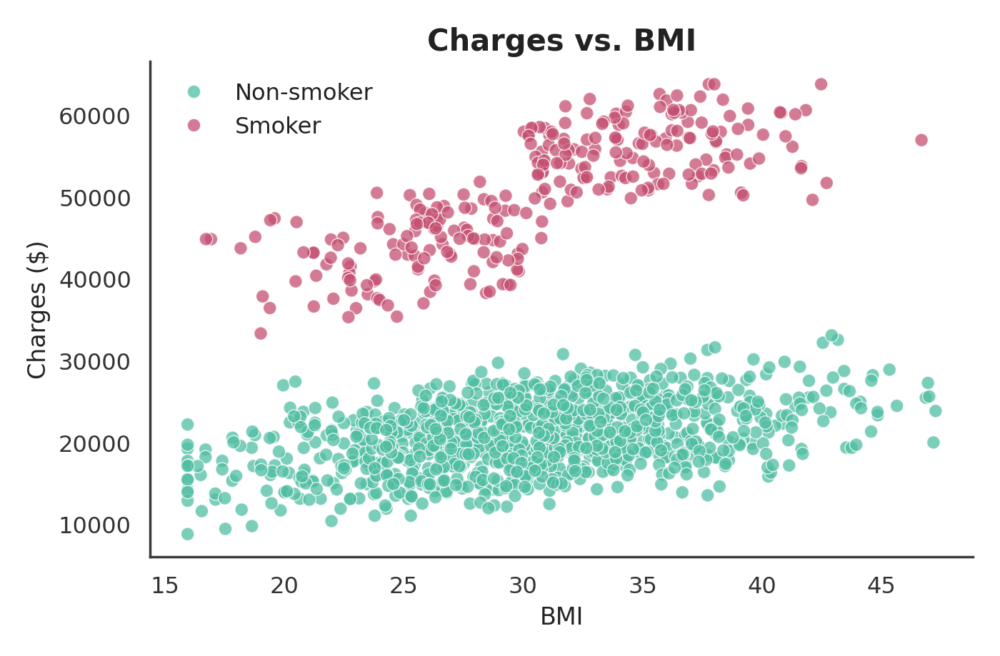 Charges vs. BMI
Non-smoker
Smoker
Charges ($)
60000
50000
40000
30000
20000
10000
15 20 25 30 35 40 45
BMI